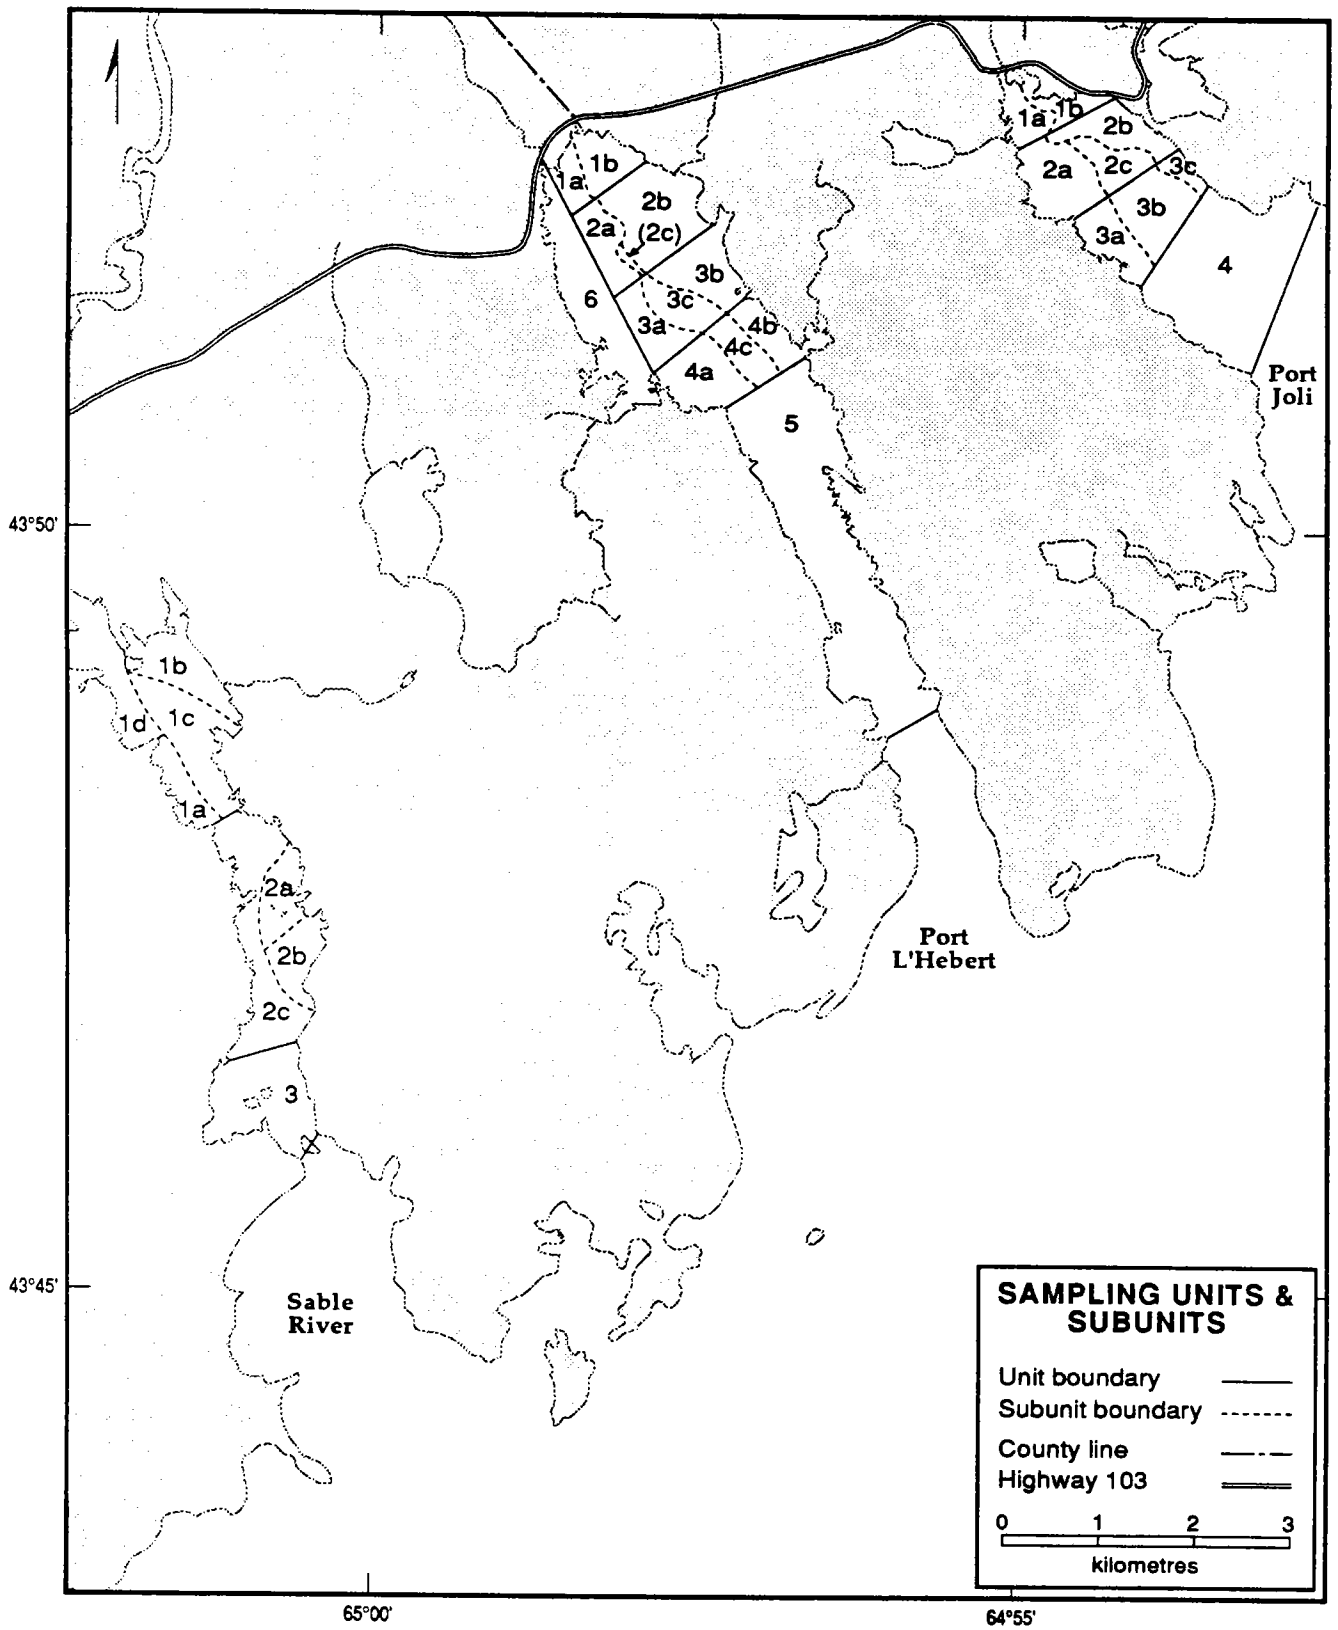 1a
1b
2b
2a
2c
3c
3b
3a
4
1b
1a
2b
2a
(2c)
3b
6
3c
3a
4b
4c
4a
5
Port
Joli
43°50'
1b
1c
1d
1a
2a
2b
2c
3
Port
L'Hebert
43°45'
Sable
River
SAMPLING UNITS &
SUBUNITS
Unit boundary
Subunit boundary
County line
Highway 103
0 1 2 3
kilometres
65°00'
64°55'